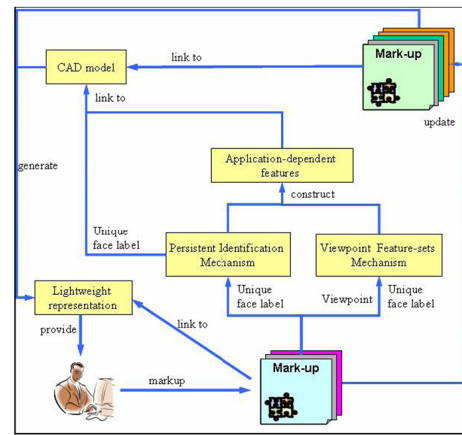 Mark-up
link to
CAD model
link to
update
Application-dependent
features
generate
construct
Unique
face label
Persistent Identification
Mechanism
Viewpoint Feature-sets
Mechanism
Lightweight
representation
Unique
face label
Viewpoint
Unique
face label
provide
link to
Mark-up
markup